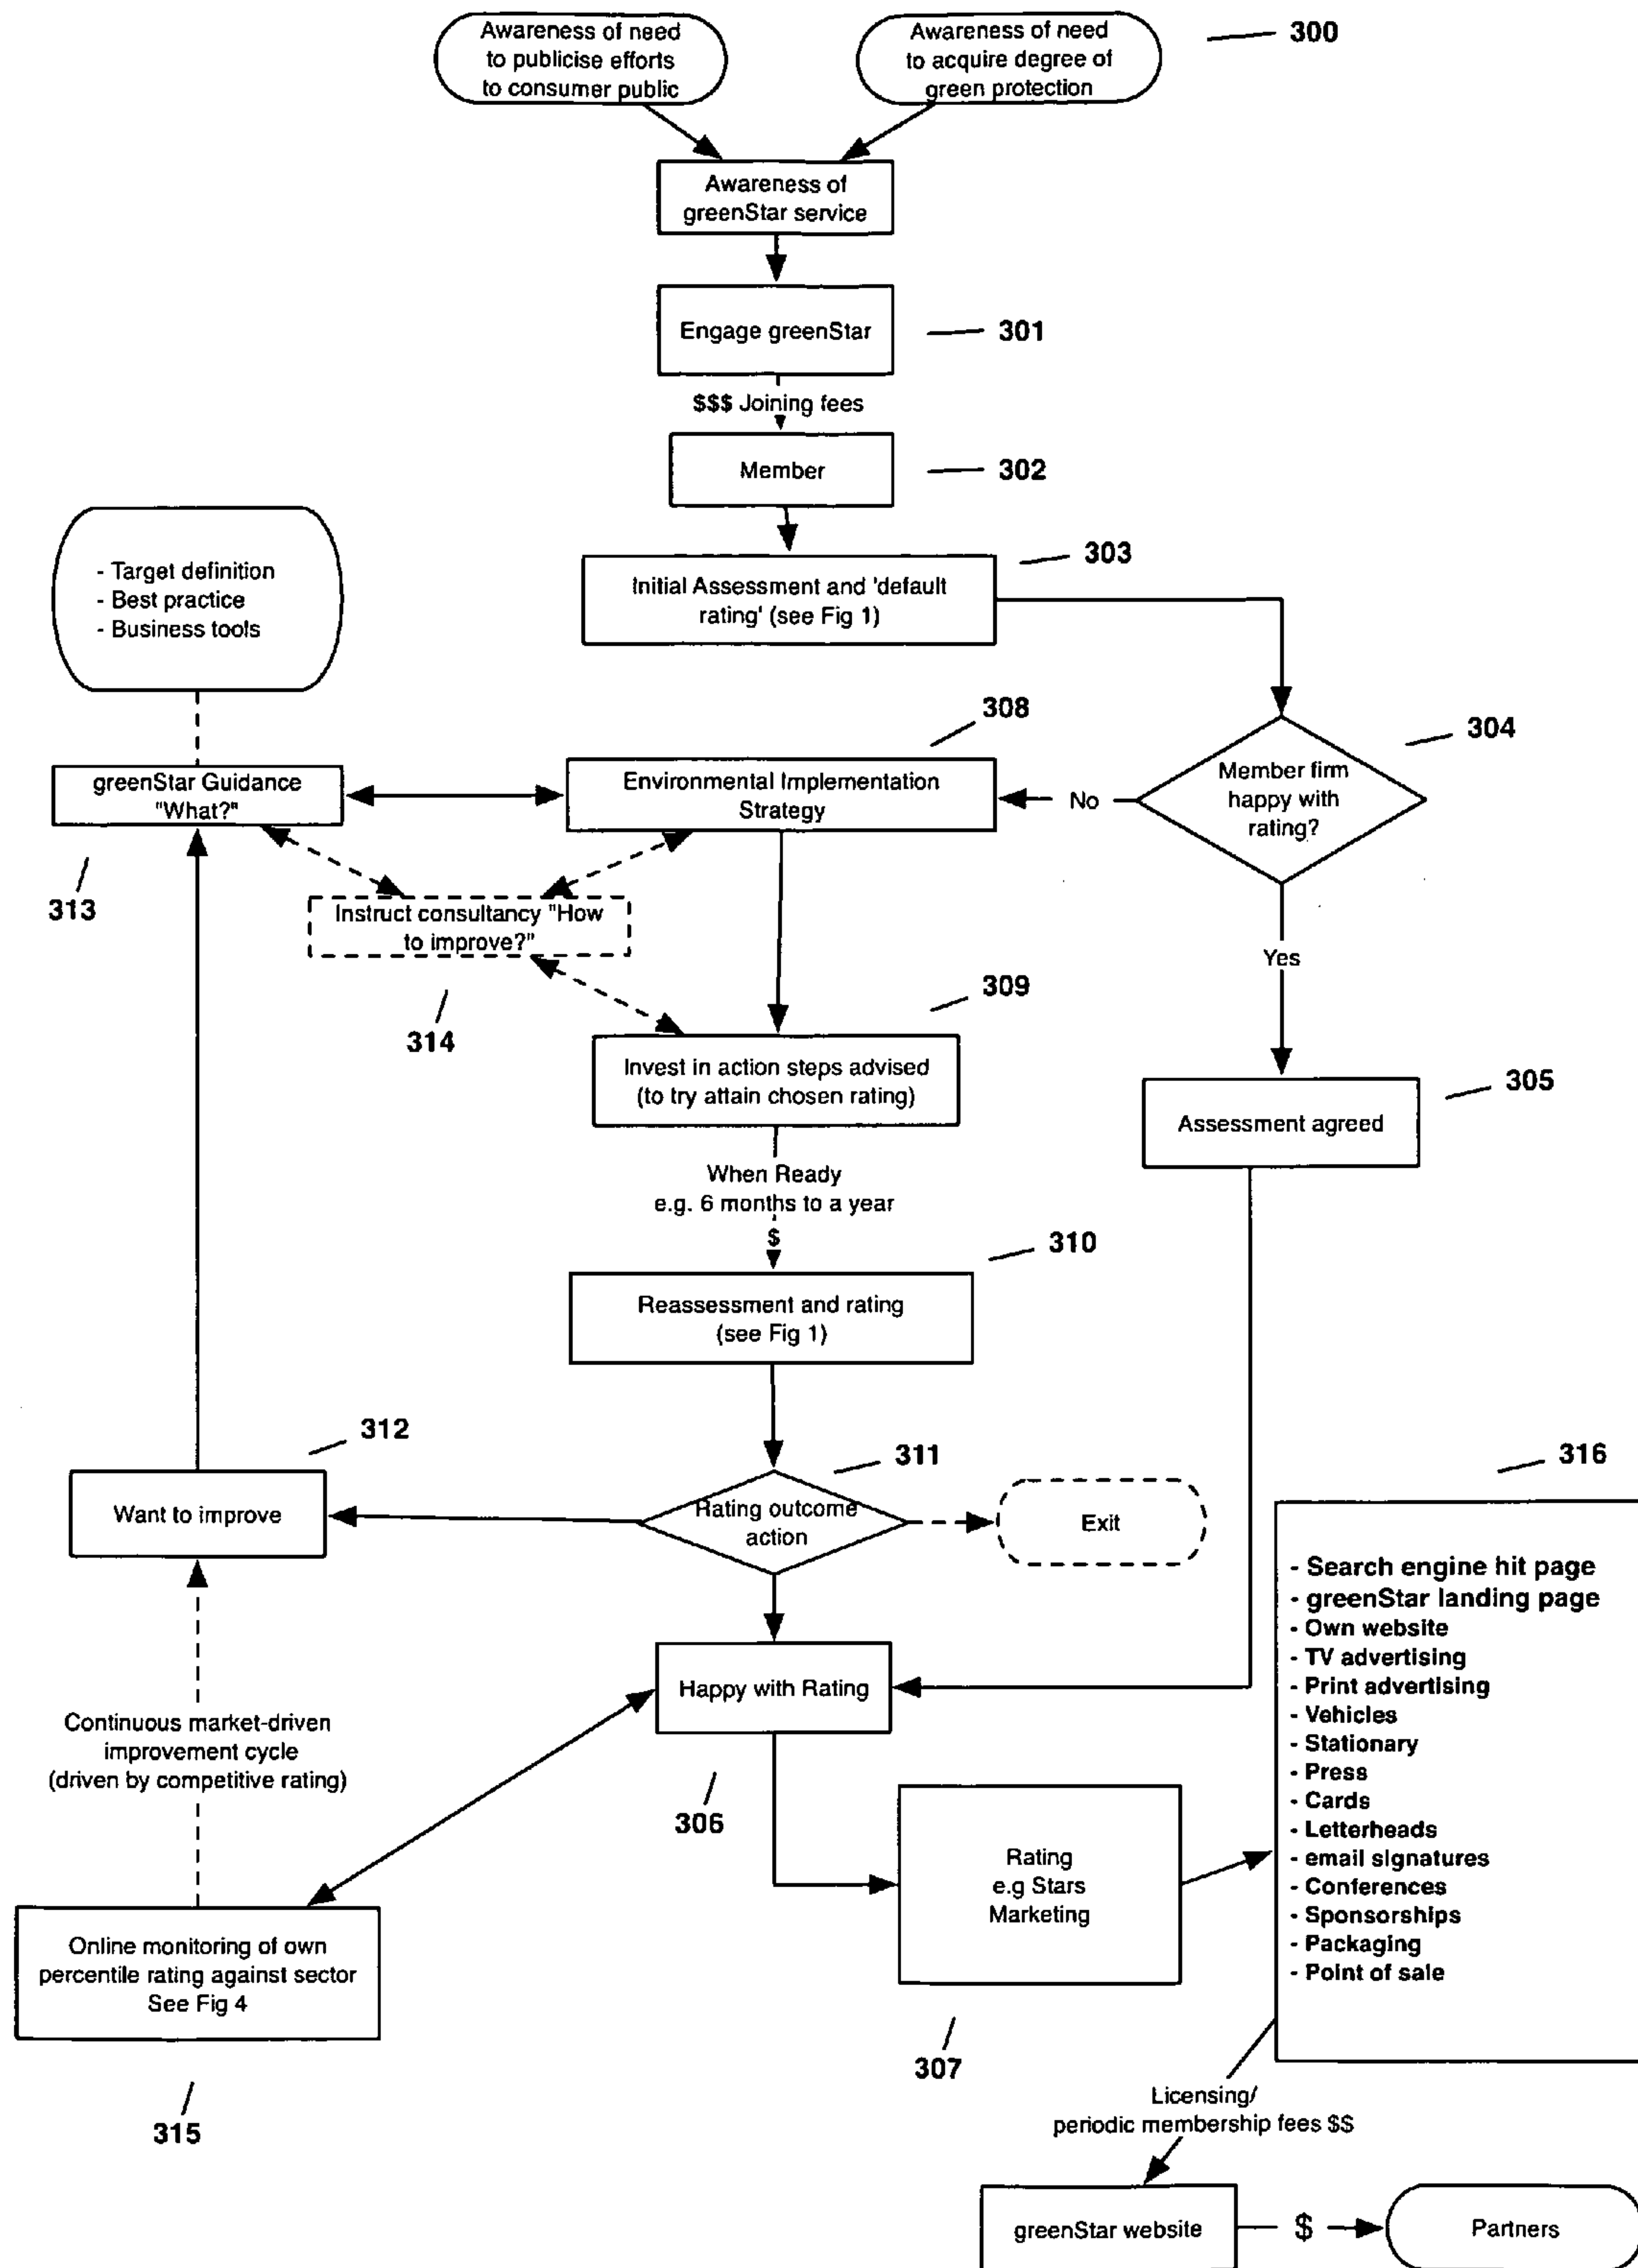 Awareness of need
to publicise efforts
to consumer public
Awareness of need
to acquire degree of
green protection
300
Awareness of
greenStar service
Engage greenStar
301
$$$ Joining fees
Member
302
303
Initial Assessment and 'default
rating' (see Fig 1)
- Target definition
- Best practice
- Business tools
308
304
greenStar Guidance
"What?"
Environmental Implementation
Strategy
No
Member firm
happy with
rating?
313
Instruct consultancy "How
to improve?"
314
Yes
309
Invest in action steps advised
(to try attain chosen rating)
305
Assessment agreed
When Ready
e.g. 6 months to a year
$
310
Reassessment and rating
(see Fig 1)
312
311
316
Want to improve
Rating outcome
action
Exit
- Search engine hit page
- greenStar landing page
- Own website
- TV advertising
- Print advertising
- Vehicles
- Stationary
- Press
- Cards
- Letterheads
- email signatures
- Conferences
- Sponsorships
- Packaging
- Point of sale
Happy with Rating
306
Continuous market-driven
improvement cycle
(driven by competitive rating)
Rating
e.g Stars
Marketing
307
Online monitoring of own
percentile rating against sector
See Fig 4
315
Licensing/
periodic membership fees $$
greenStar website
$
Partners